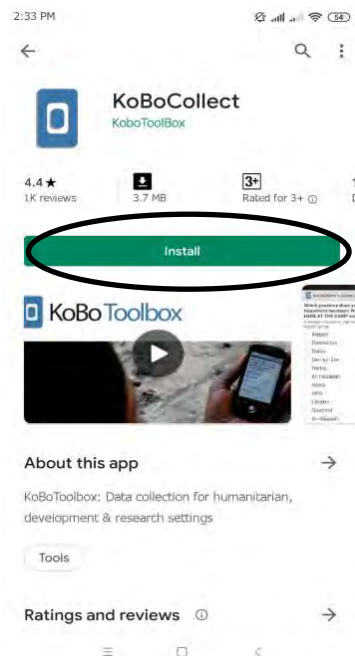 2:33 PM
54
KoBoCollect
KoboToolBox
4.4★
3+
1K reviews
3.7 MB
Rated for 3+
Install
KoBo Toolbox
About this app
KoBoToolbox: Data collection for humanitarian,
development & research settings
Tools
Ratings and reviews